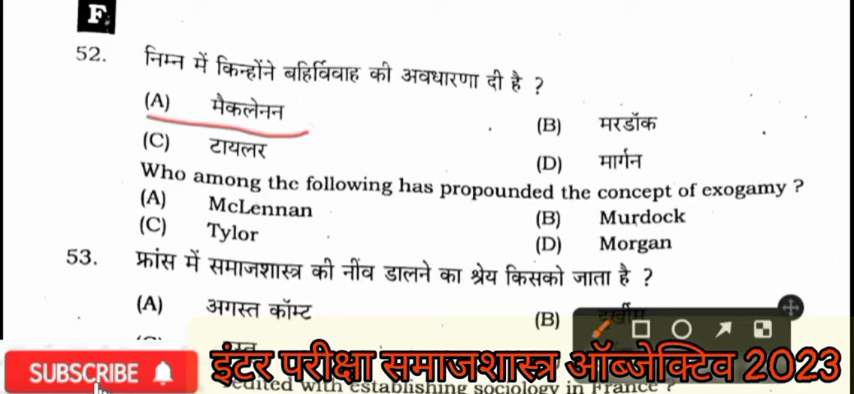 F
52. निम्न में किन्होंने बहिर्विवाह की अवधारणा दी है ?
(A) मैकलेनन (B) मरडॉक
(C) टायलर (D) मार्गन
Who among the following has propounded the concept of exogamy ?
(A) McLennan (B) Murdock
(C) Tylor (D) Morgan
53. फ्रांस में समाजशास्त्र की नींव डालने का श्रेय किसको जाता है ?
(A) अगस्त कॉम्ट (B) दुर्खीम
SUBSCRIBE इंटर परीक्षा समाजशास्त्र ऑब्जेक्टिव 2023
edited with establishing sociology in France ?